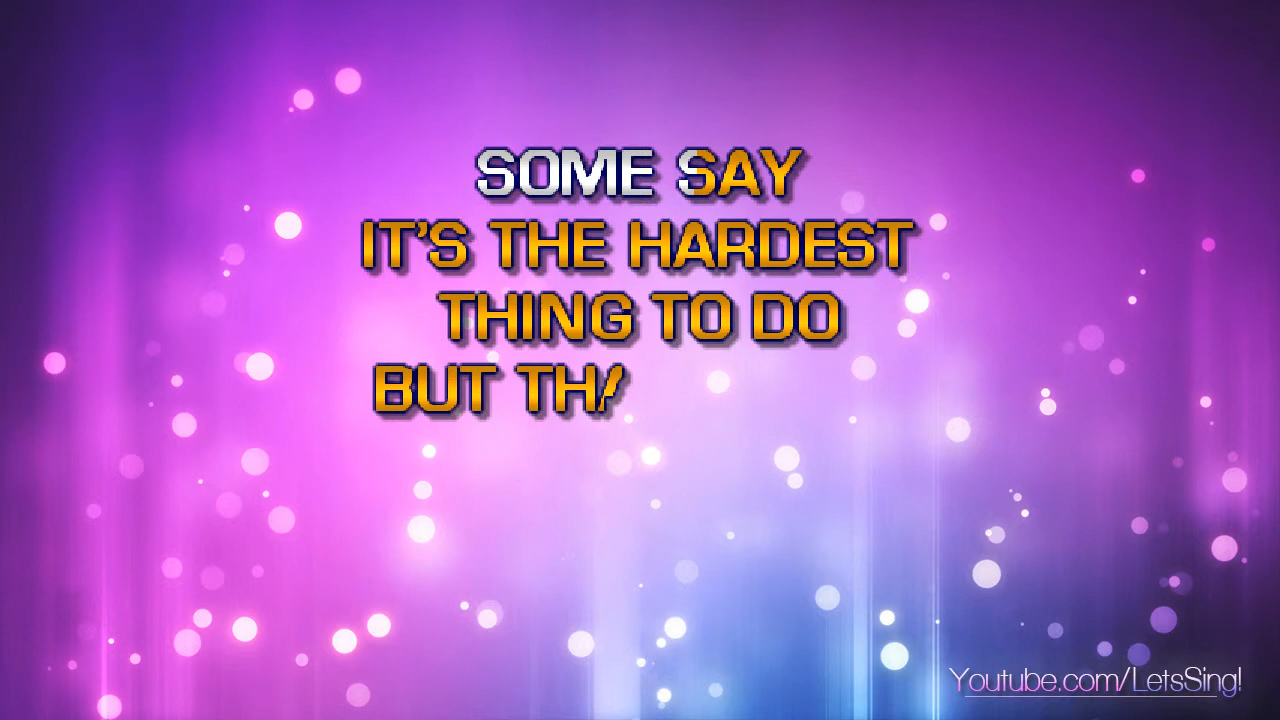 SOME SAY
IT'S THE HARDEST
THING TO DO
BUT
Youtube.com/LetsSing!